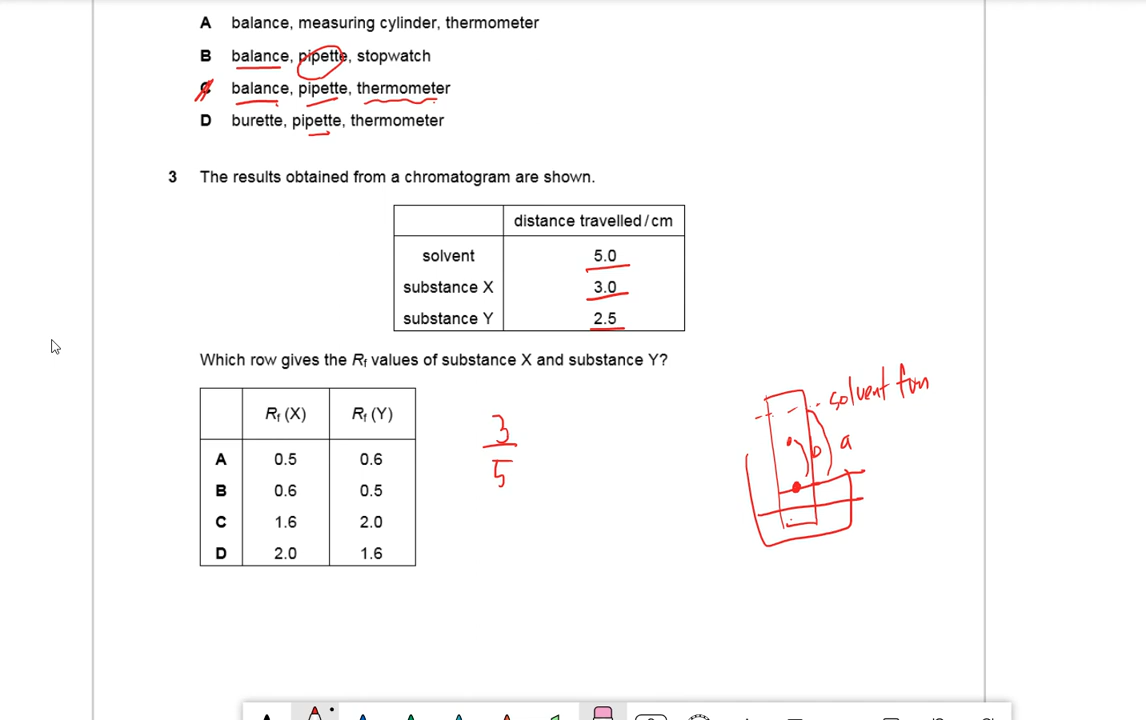 A balance, measuring cylinder, thermometer
B balance, pipette, stopwatch
C balance, pipette, thermometer
D burette, pipette, thermometer
3 The results obtained from a chromatogram are shown.
distance travelled / cm
solvent 5.0
substance X 3.0
substance Y 2.5
Which row gives the Rf values of substance X and substance Y?
Rf (X) Rf (Y)
A 0.5 0.6
B 0.6 0.5
C 1.6 2.0
D 2.0 1.6
3
5
solvent
a
b